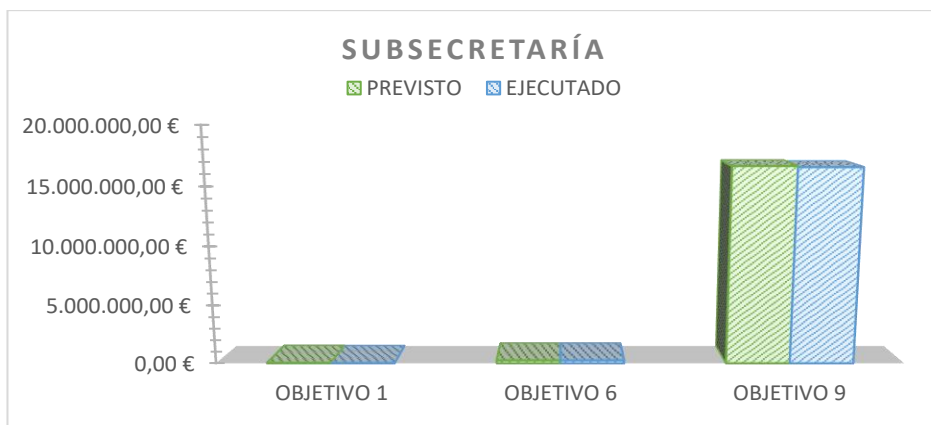 SUBSECRETARÍA
PREVISTO EJECUTADO
20.000.000,00 €
15.000.000,00 €
10.000.000,00 €
5.000.000,00 €
0,00 €
OBJETIVO 1 OBJETIVO 6 OBJETIVO 9